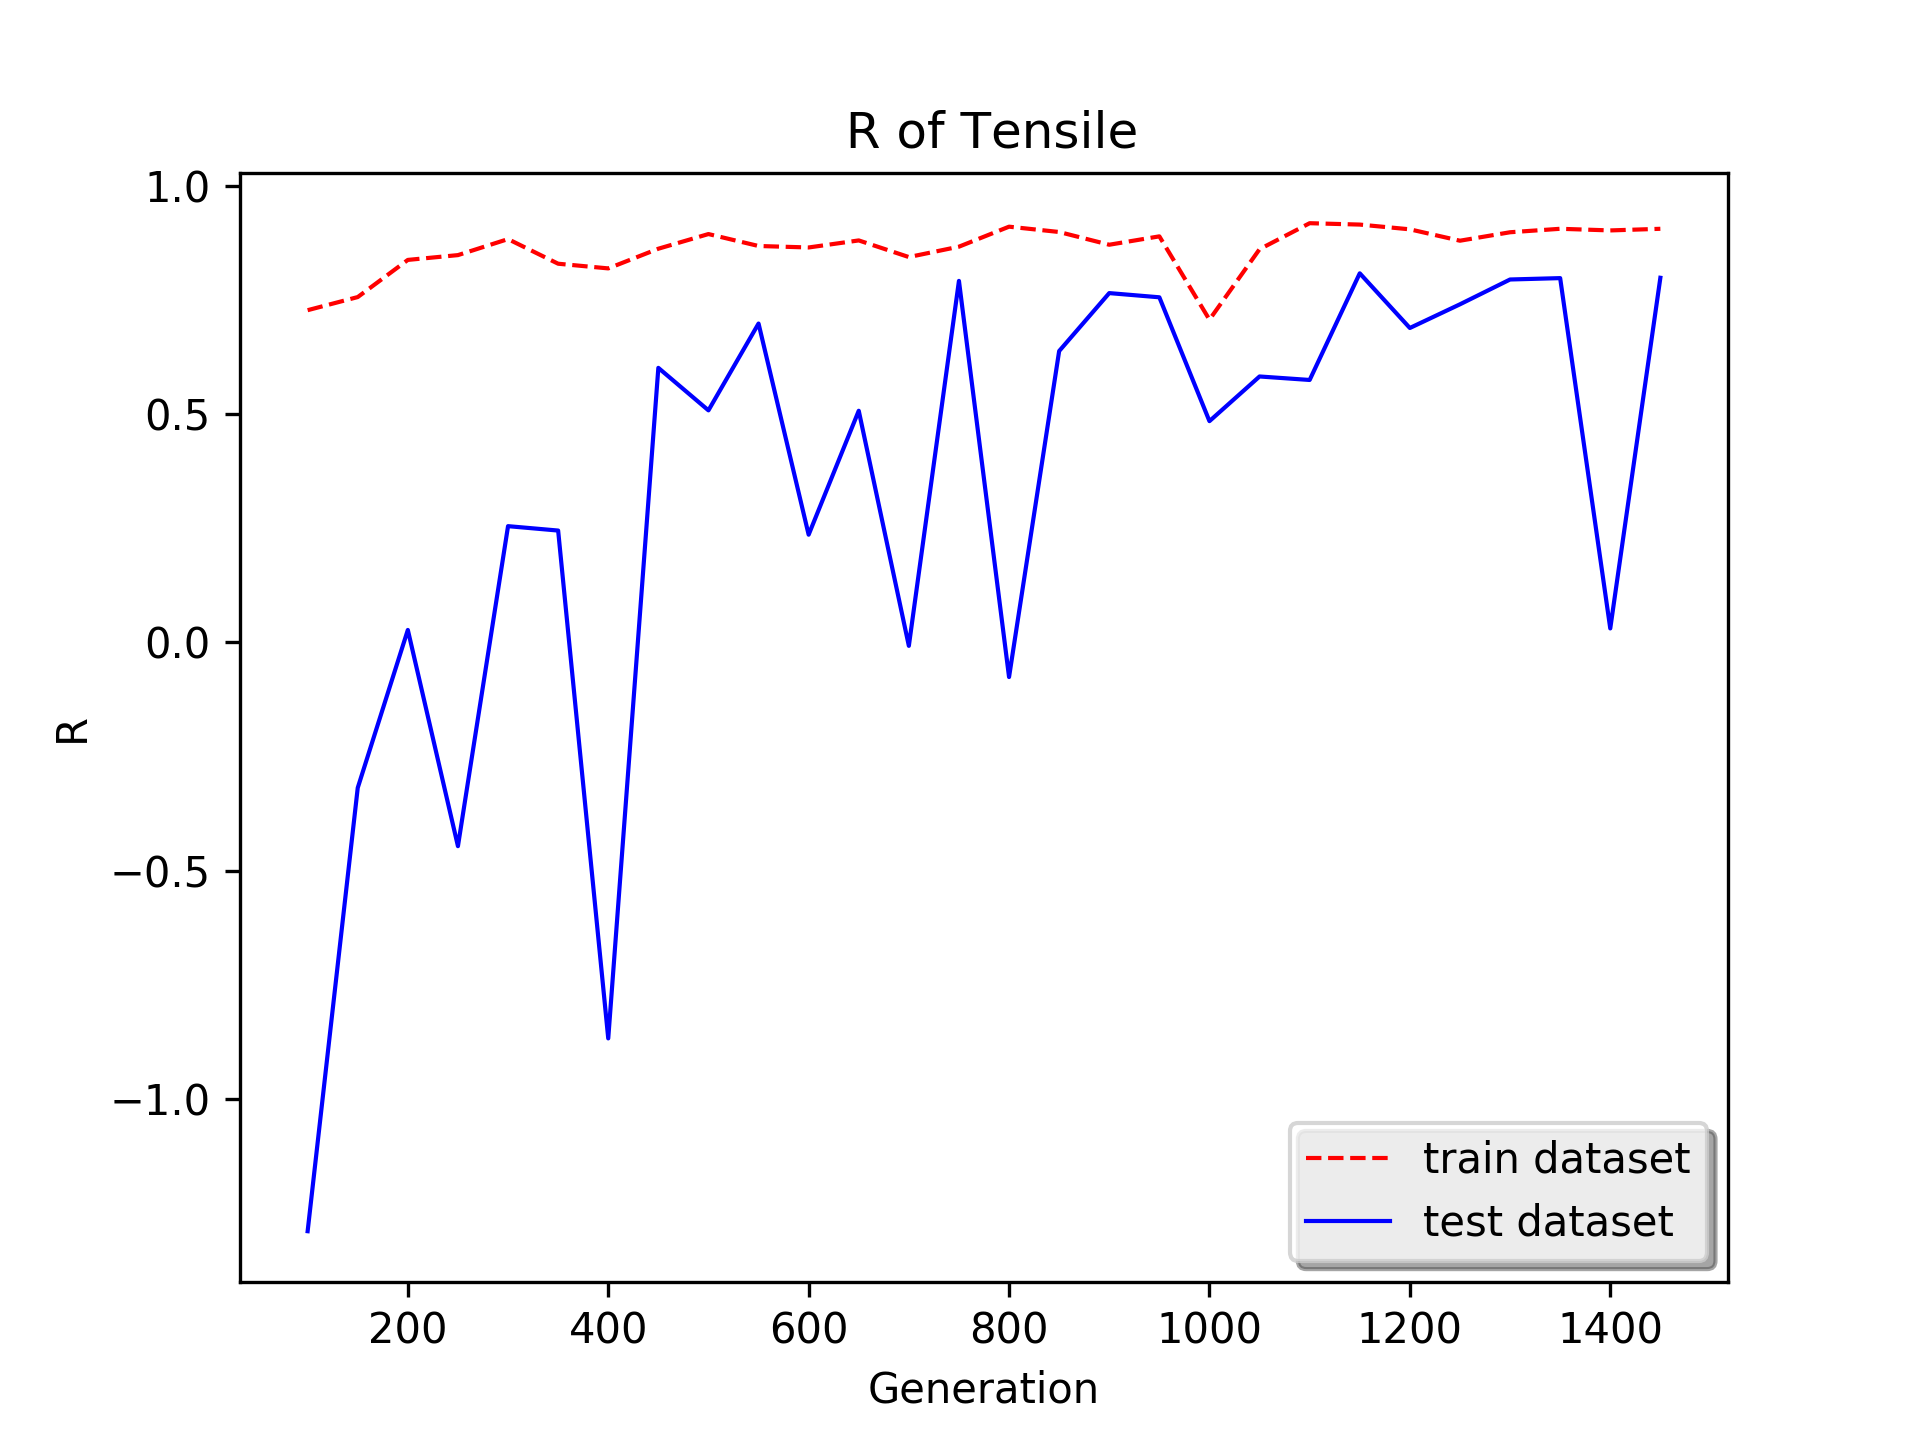 R of Tensile
1.0
0.5
0.0
−0.5
−1.0
R
200 400 600 800 1000 1200 1400
Generation
train dataset
test dataset